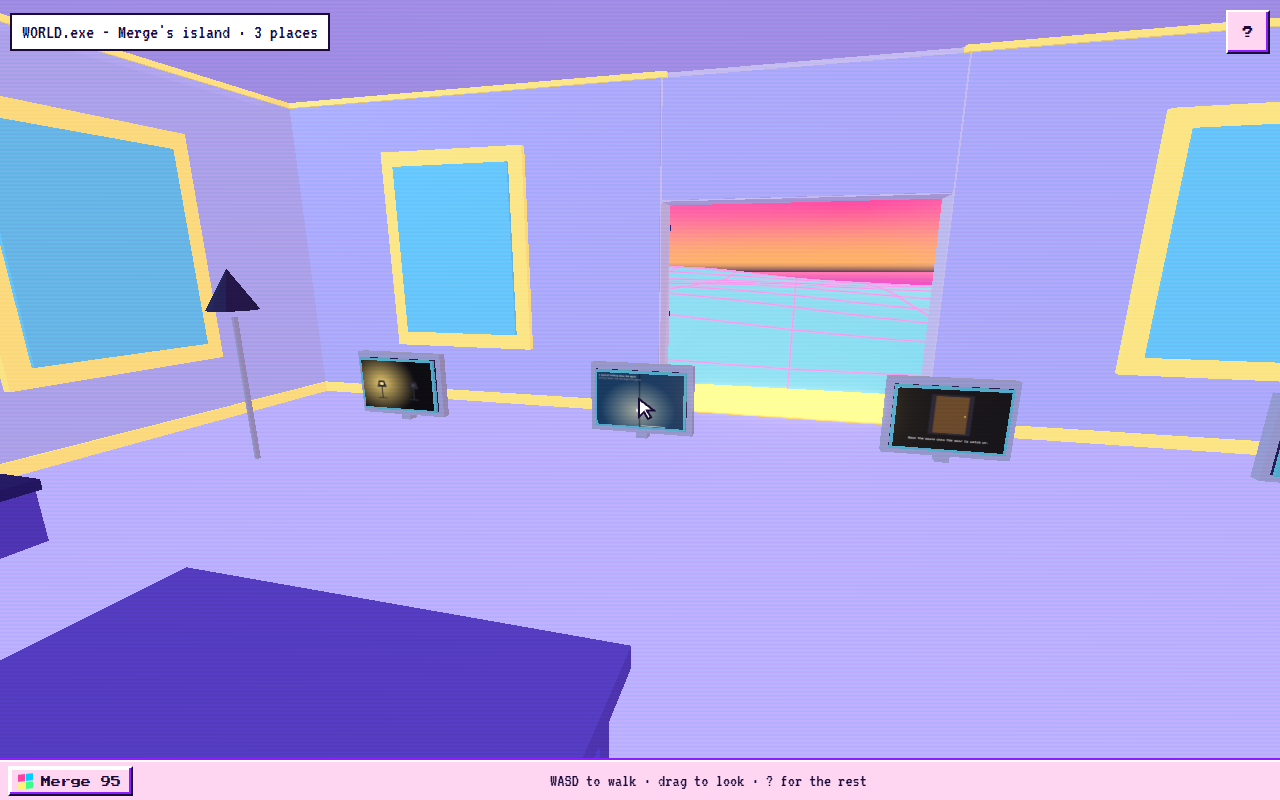 WORLD.exe - Merge's island · 3 places
?
Merge 95
WASD to walk · drag to look · ? for the rest